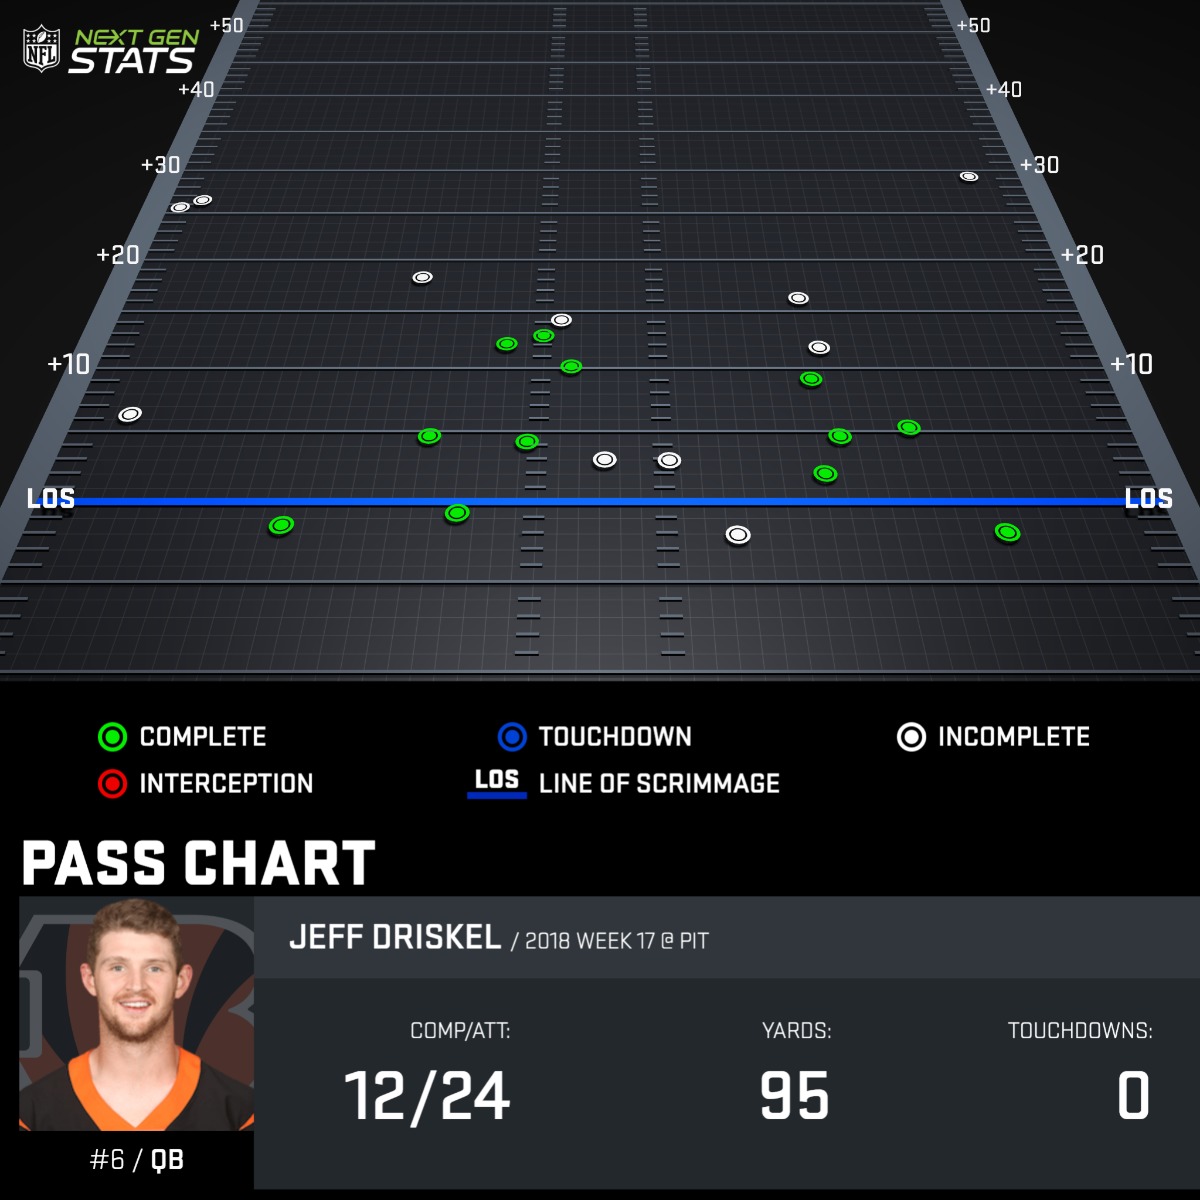 NFL
NEXT GEN
STATS
+50 +50
+40 +40
+30 +30
+20 +20
+10 +10
LOS LOS
COMPLETE TOUCHDOWN INCOMPLETE
INTERCEPTION LOS LINE OF SCRIMMAGE
PASS CHART
JEFF DRISKEL / 2018 WEEK 17 @ PIT
COMP/ATT: YARDS: TOUCHDOWNS:
12/24 95 0
#6 / QB